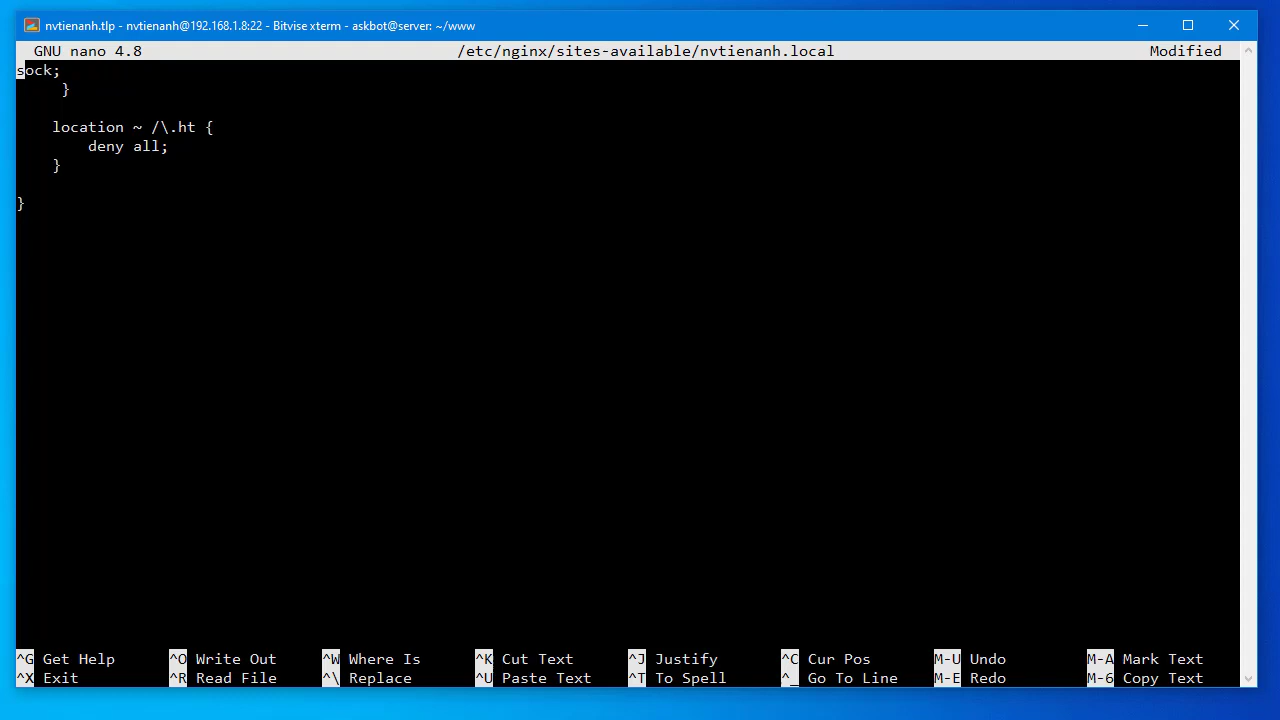 nvtienanh.tlp - nvtienanh@192.168.1.8:22 - Bitvise xterm - askbot@server: ~/www
GNU nano 4.8 /etc/nginx/sites-available/nvtienanh.local Modified
sock;
     }

    location ~ /\.ht {
        deny all;
    }

}
^G Get Help ^O Write Out ^W Where Is ^K Cut Text ^J Justify ^C Cur Pos M-U Undo M-A Mark Text
^X Exit ^R Read File ^\ Replace ^U Paste Text ^T To Spell ^_ Go To Line M-E Redo M-6 Copy Text